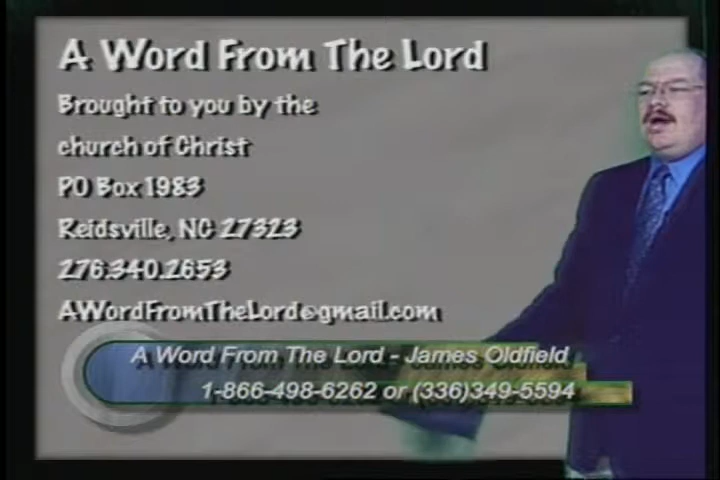 A Word From The Lord
Brought to you by the
church of Christ
PO Box 1983
Reidsville, NC 27323
276.340.2653
AWordFromTheLord@gmail.com
A Word From The Lord - James Oldfield
1-866-498-6262 or (336)349-5594